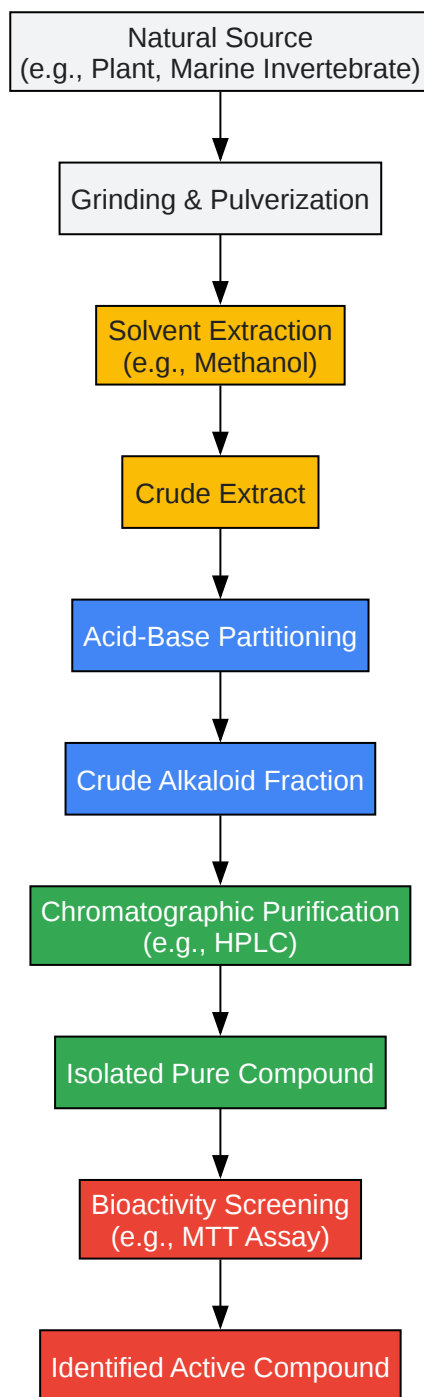 Natural Source
(e.g., Plant, Marine Invertebrate)
Grinding & Pulverization
Solvent Extraction
(e.g., Methanol)
Crude Extract
Acid-Base Partitioning
Crude Alkaloid Fraction
Chromatographic Purification
(e.g., HPLC)
Isolated Pure Compound
Bioactivity Screening
(e.g., MTT Assay)
Identified Active Compound